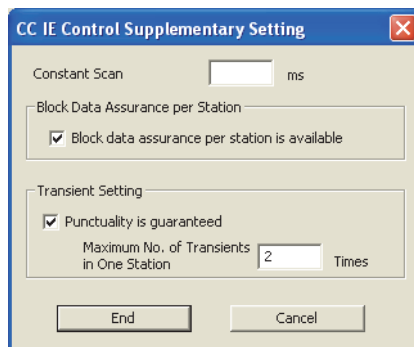 CC IE Control Supplementary Setting
Constant Scan ms
Block Data Assurance per Station
Block data assurance per station is available
Transient Setting
Punctuality is guaranteed
Maximum No. of Transients
in One Station 2 Times
End Cancel